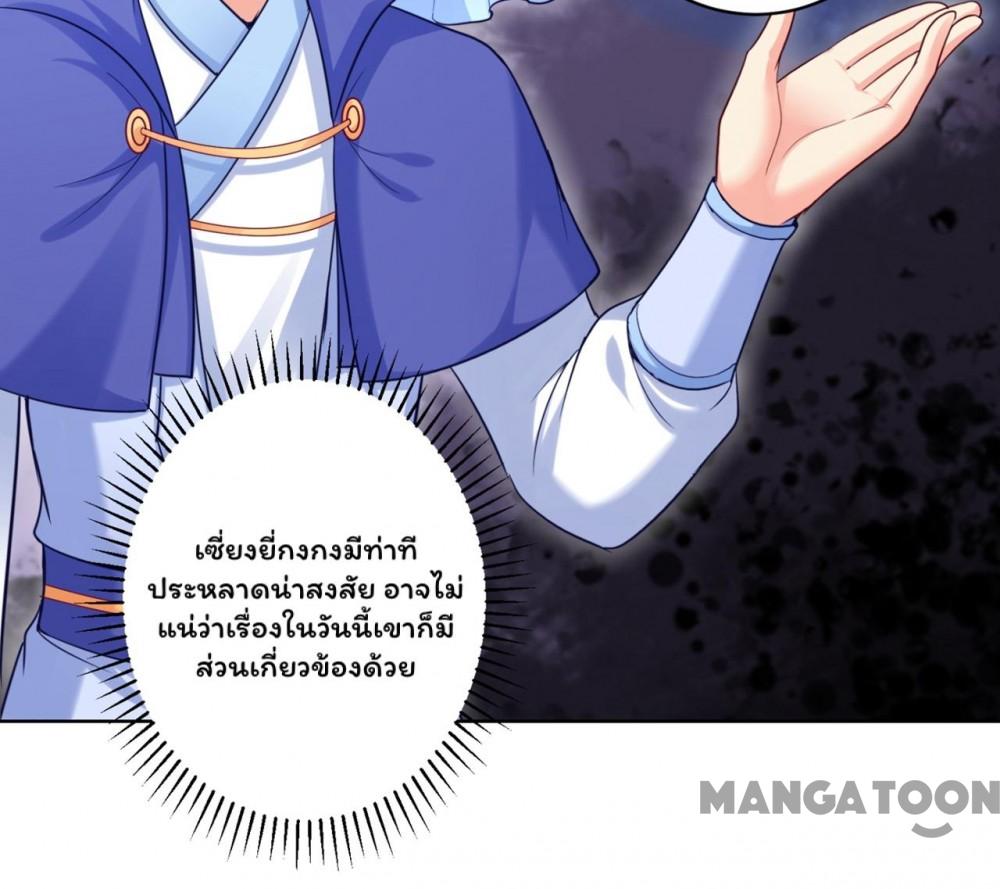 เซี่ยงยี่กงกงมีท่าที
ประหลาดน่าสงสัย อาจไม่
แน่ว่าเรื่องในวันนี้เขาก็มี
ส่วนเกี่ยวข้องด้วย
MANGATOON